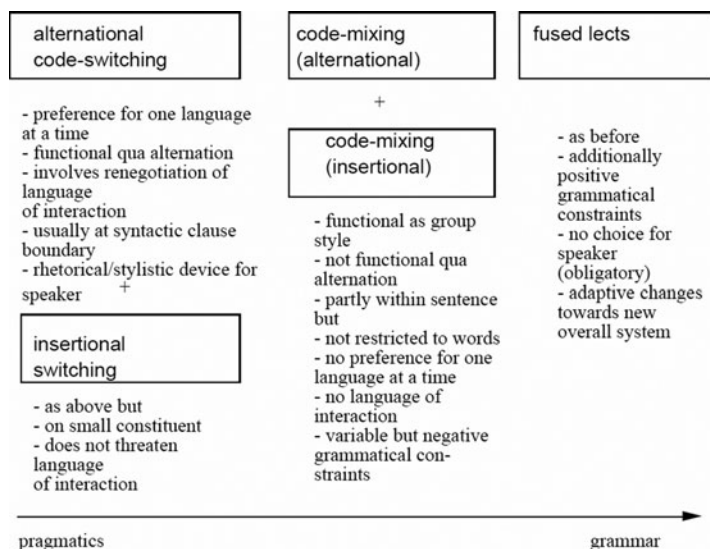 alternational
code-switching
- preference for one language
at a time
- functional qua alternation
- involves renegotiation of
language
of interaction
- usually at syntactic clause
boundary
- rhetorical/stylistic device for
speaker +
insertional
switching
- as above but
- on small constituent
- does not threaten
language
of interaction
code-mixing
(alternational)
+
code-mixing
(insertional)
- functional as group
style
- not functional qua
alternation
- partly within sentence
but
- not restricted to words
- no preference for one
language at a time
- no language of
interaction
- variable but negative
grammatical con-
straints
fused lects
- as before
- additionally
positive
grammatical
constraints
- no choice for
speaker
(obligatory)
- adaptive changes
towards new
overall system
pragmatics
grammar